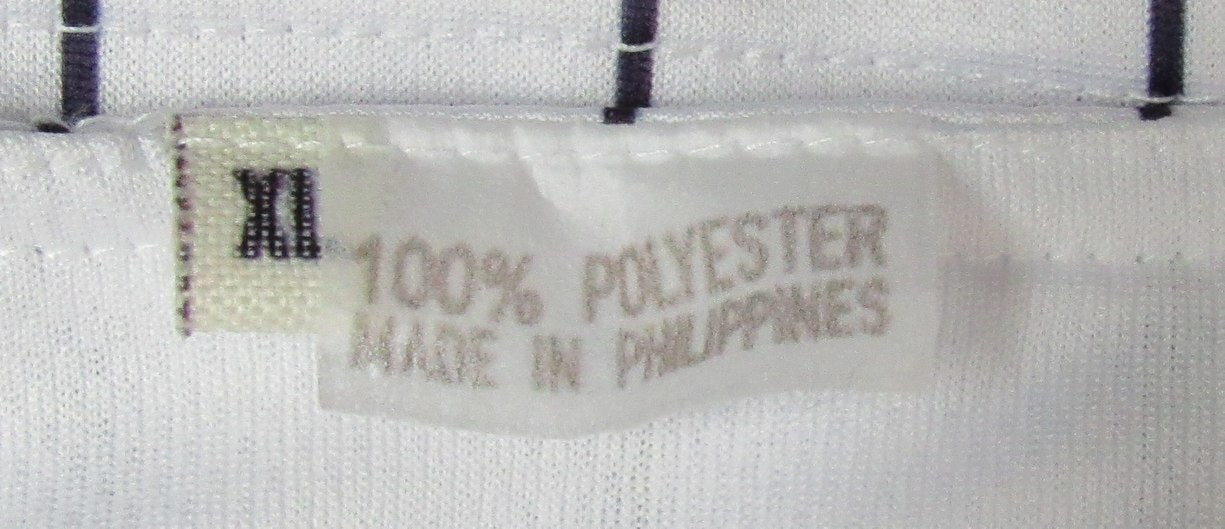 XL
100% POLYESTER
MADE IN PHILIPPINES